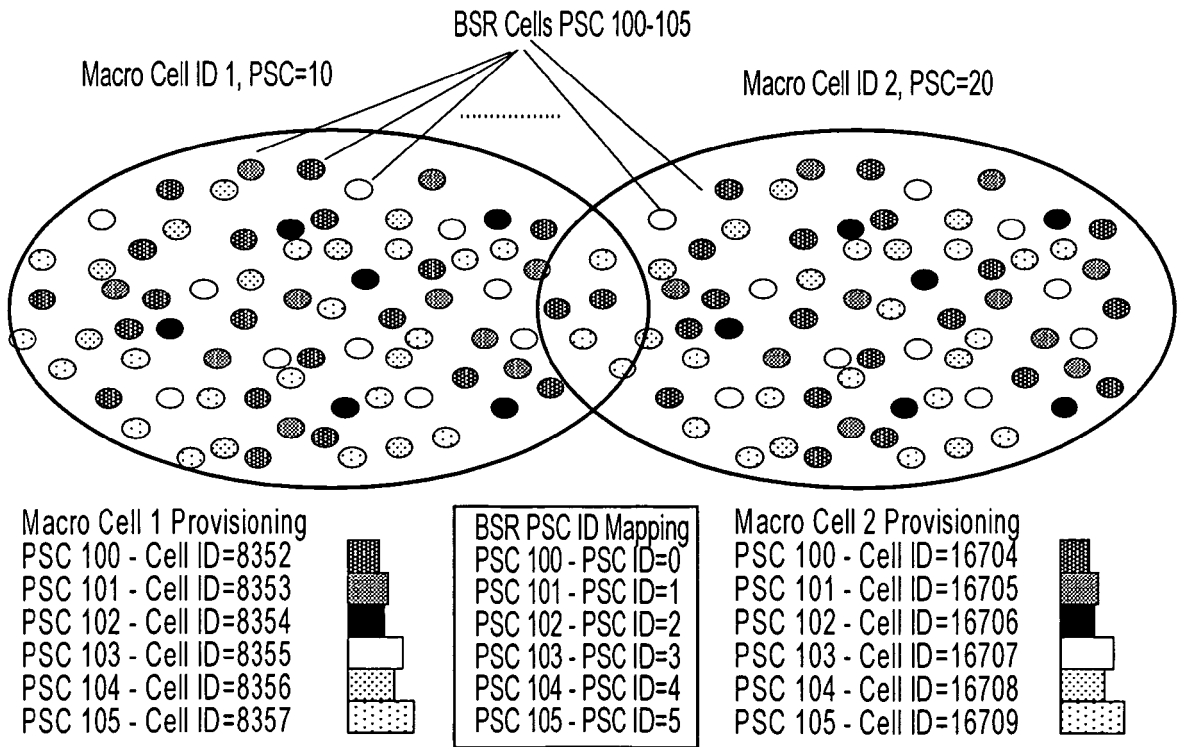 BSR Cells PSC 100-105
Macro Cell ID 1, PSC=10
Macro Cell ID 2, PSC=20
Macro Cell 1 Provisioning
PSC 100 - Cell ID=8352
PSC 101 - Cell ID=8353
PSC 102 - Cell ID=8354
PSC 103 - Cell ID=8355
PSC 104 - Cell ID=8356
PSC 105 - Cell ID=8357
BSR PSC ID Mapping
PSC 100 - PSC ID=0
PSC 101 - PSC ID=1
PSC 102 - PSC ID=2
PSC 103 - PSC ID=3
PSC 104 - PSC ID=4
PSC 105 - PSC ID=5
Macro Cell 2 Provisioning
PSC 100 - Cell ID=16704
PSC 101 - Cell ID=16705
PSC 102 - Cell ID=16706
PSC 103 - Cell ID=16707
PSC 104 - Cell ID=16708
PSC 105 - Cell ID=16709